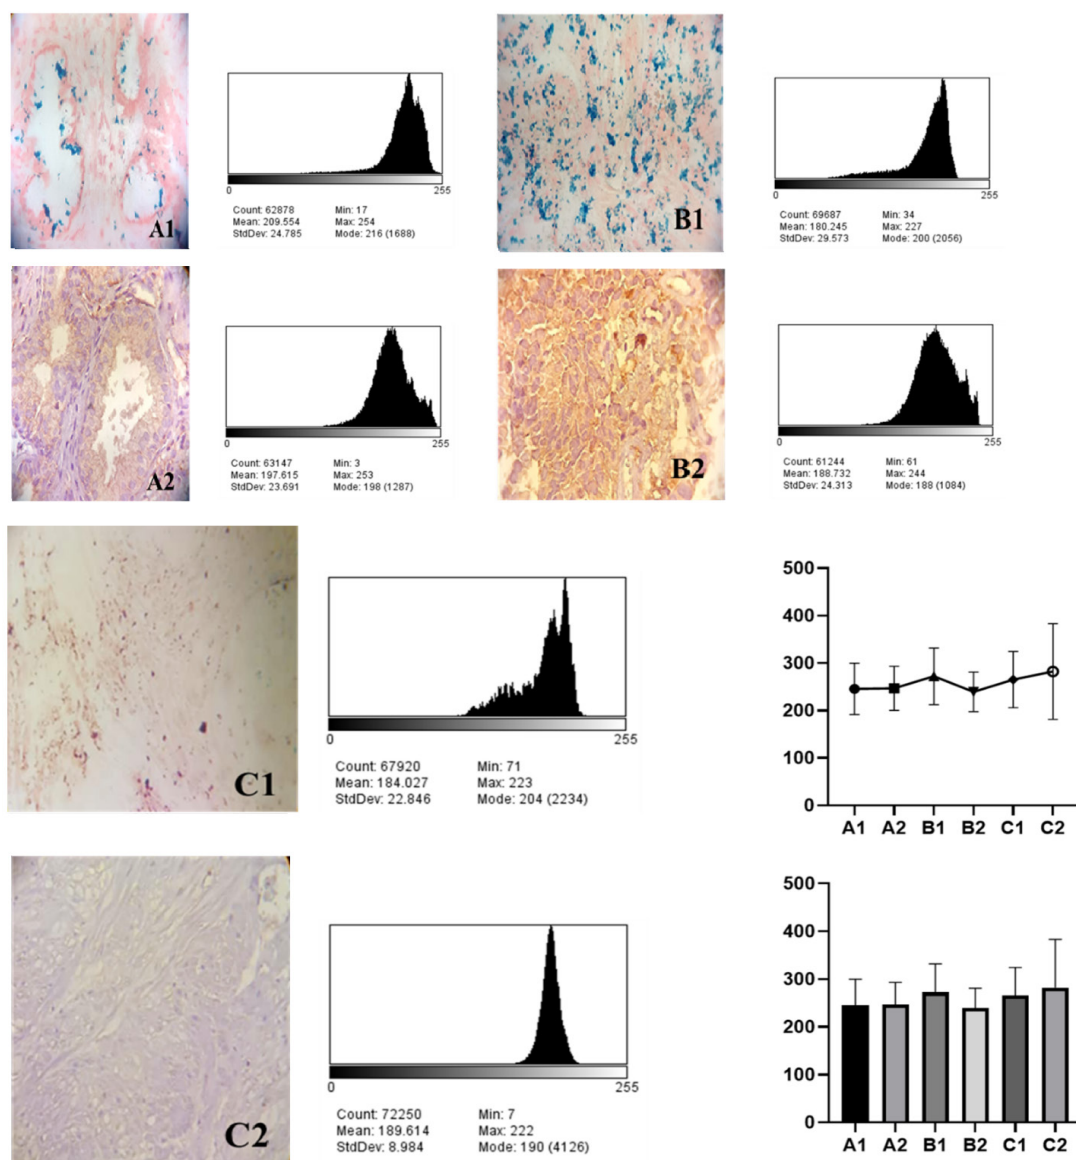 A1
0 255
Count: 62878 Min: 17
Mean: 209.554 Max: 254
StdDev: 24.785 Mode: 216 (1688)
B1
0 255
Count: 69687 Min: 34
Mean: 180.245 Max: 227
StdDev: 29.573 Mode: 200 (2056)
A2
0 255
Count: 63147 Min: 3
Mean: 197.615 Max: 253
StdDev: 23.691 Mode: 198 (1287)
B2
0 255
Count: 61244 Min: 61
Mean: 188.732 Max: 244
StdDev: 24.313 Mode: 188 (1084)
C1
0 255
Count: 67920 Min: 71
Mean: 184.027 Max: 223
StdDev: 22.846 Mode: 204 (2234)
500
400
300
200
100
0
A1 A2 B1 B2 C1 C2
C2
0 255
Count: 72250 Min: 7
Mean: 189.614 Max: 222
StdDev: 8.984 Mode: 190 (4126)
500
400
300
200
100
0
A1 A2 B1 B2 C1 C2